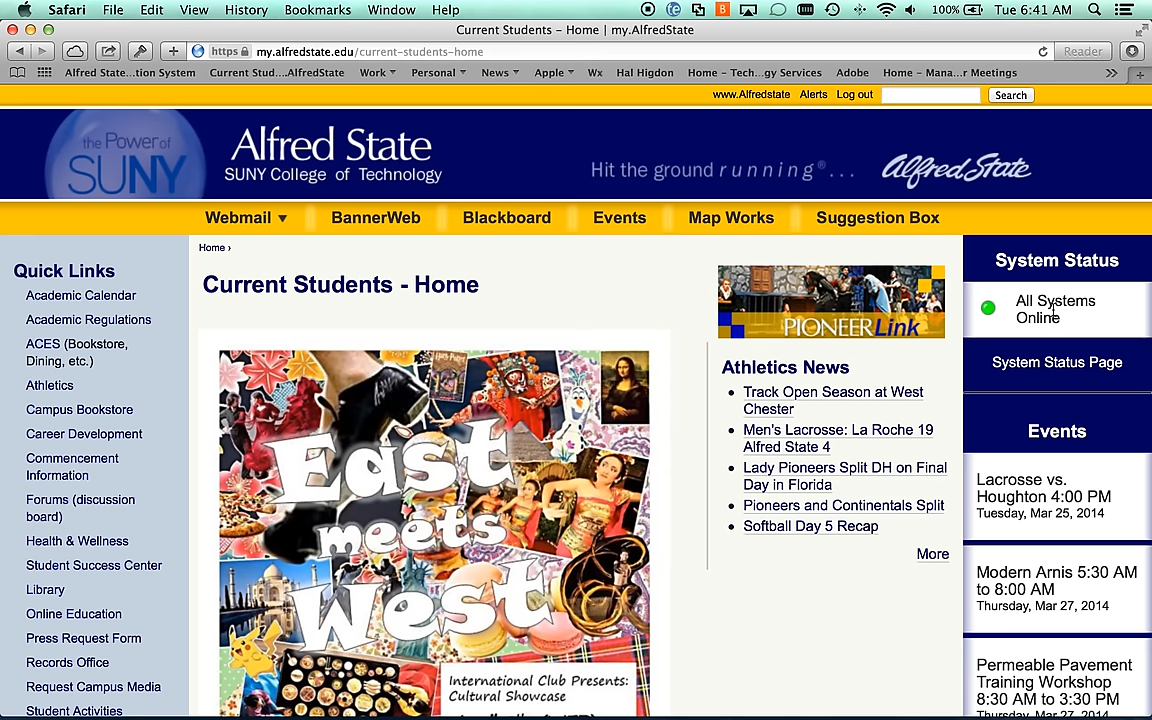 Safari File Edit View History Bookmarks Window Help 100% Tue 6:41 AM
Current Students – Home | my.AlfredState
https my.alfredstate.edu/current-students-home Reader
Alfred State...tion System Current Stud....AlfredState Work Personal News Apple Wx Hal Higdon Home - Tech...gy Services Adobe Home - Mana...r Meetings
www.Alfredstate Alerts Log out Search
the Power of
SUNY
Alfred State
SUNY College of Technology
Hit the ground running®...
Alfred State
Webmail BannerWeb Blackboard Events Map Works Suggestion Box
Quick Links
Academic Calendar
Academic Regulations
ACES (Bookstore,
Dining, etc.)
Athletics
Campus Bookstore
Career Development
Commencement
Information
Forums (discussion
board)
Health & Wellness
Student Success Center
Library
Online Education
Press Request Form
Records Office
Request Campus Media
Student Activities
Home ›
Current Students - Home
East
meets
West
International Club Presents:
Cultural Showcase
PIONEERLink
Athletics News
Track Open Season at West
Chester
Men's Lacrosse: La Roche 19
Alfred State 4
Lady Pioneers Split DH on Final
Day in Florida
Pioneers and Continentals Split
Softball Day 5 Recap
More
System Status
All Systems
Online
System Status Page
Events
Lacrosse vs.
Houghton 4:00 PM
Tuesday, Mar 25, 2014
Modern Arnis 5:30 AM
to 8:00 AM
Thursday, Mar 27, 2014
Permeable Pavement
Training Workshop
8:30 AM to 3:30 PM
Thursday, Mar 27, 2014